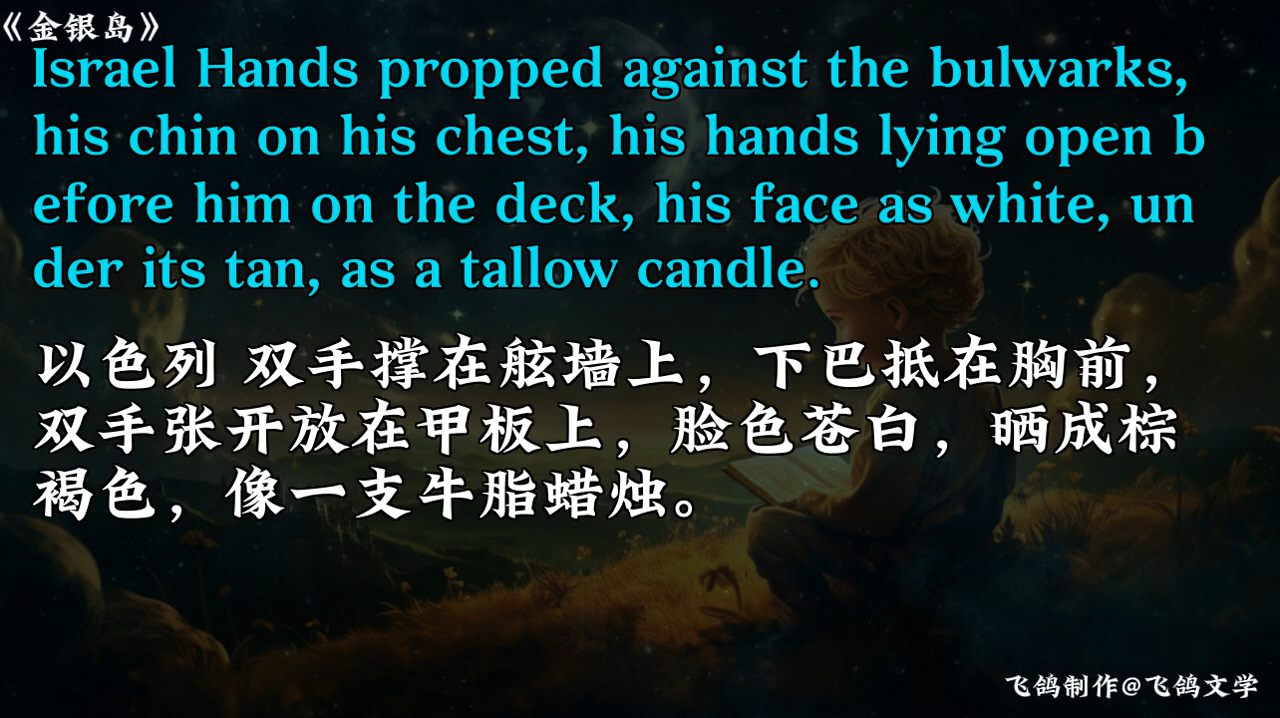 《金银岛》
Israel Hands propped against the bulwarks,
his chin on his chest, his hands lying open b
efore him on the deck, his face as white, un
der its tan, as a tallow candle.
以色列 双手撑在舷墙上，下巴抵在胸前，
双手张开放在甲板上，脸色苍白，晒成棕
褐色，像一支牛脂蜡烛。
飞鸽制作@飞鸽文学